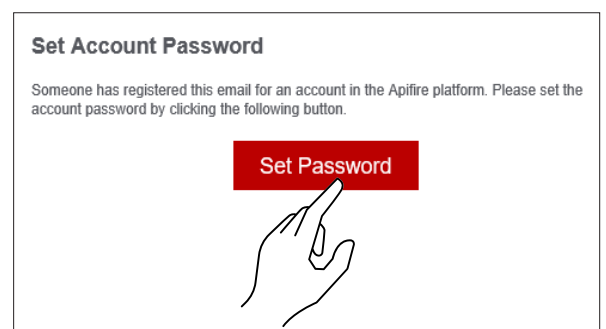 Set Account Password
Someone has registered this email for an account in the Apifire platform. Please set the
account password by clicking the following button.
Set Password